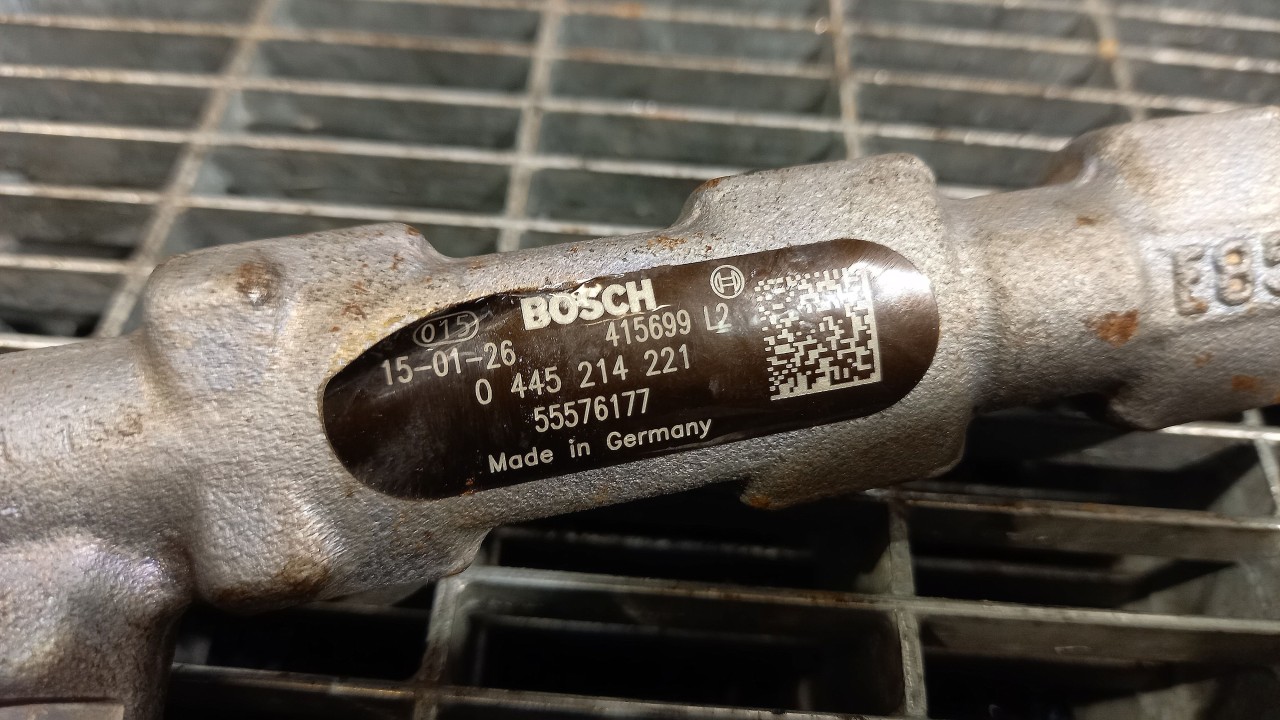 BOSCH
015
415699 L2
15-01-26
0 445 214 221
55576177
Made in Germany